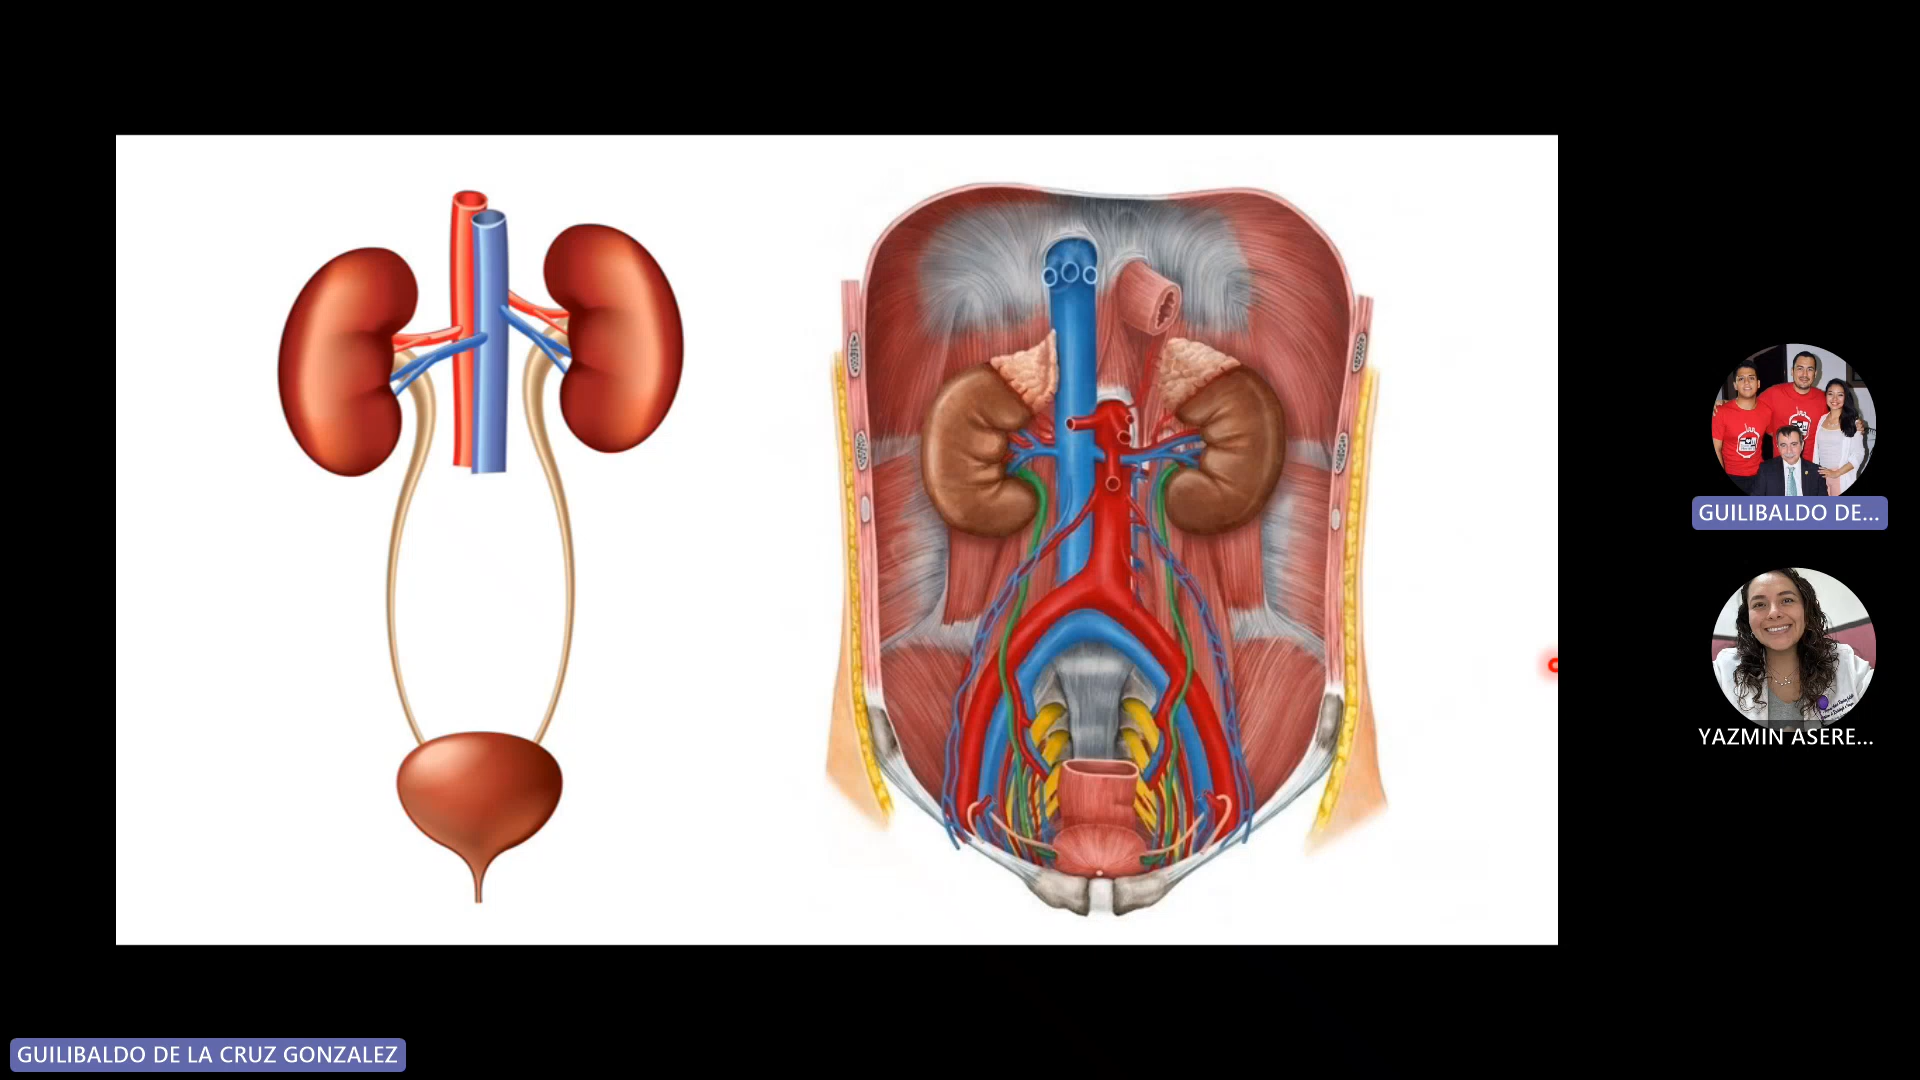 GUILIBALDO DE...
YAZMIN ASERE...
GUILIBALDO DE LA CRUZ GONZALEZ